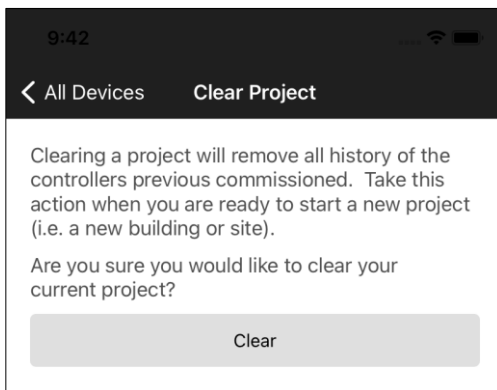 9:42
All Devices
Clear Project
Clearing a project will remove all history of the
controllers previous commissioned.  Take this
action when you are ready to start a new project
(i.e. a new building or site).
Are you sure you would like to clear your
current project?
Clear